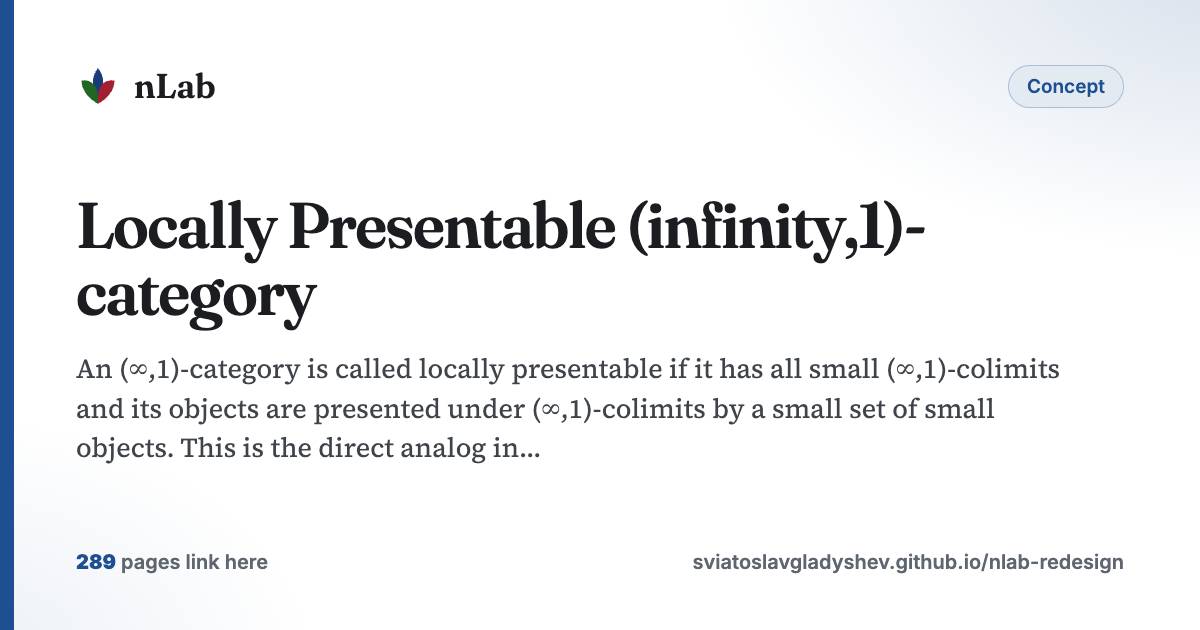 nLab
Concept
Locally Presentable (infinity,1)-
category
An (∞,1)-category is called locally presentable if it has all small (∞,1)-colimits
and its objects are presented under (∞,1)-colimits by a small set of small
objects. This is the direct analog in...
289 pages link here
sviatoslavgladyshev.github.io/nlab-redesign